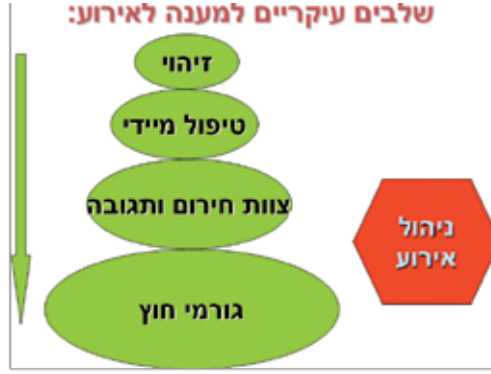 שלבים עיקריים למענה לאירוע:
זיהוי
טיפול מיידי
צוות חירום ותגובה
גורמי חוץ
ניהול
אירוע